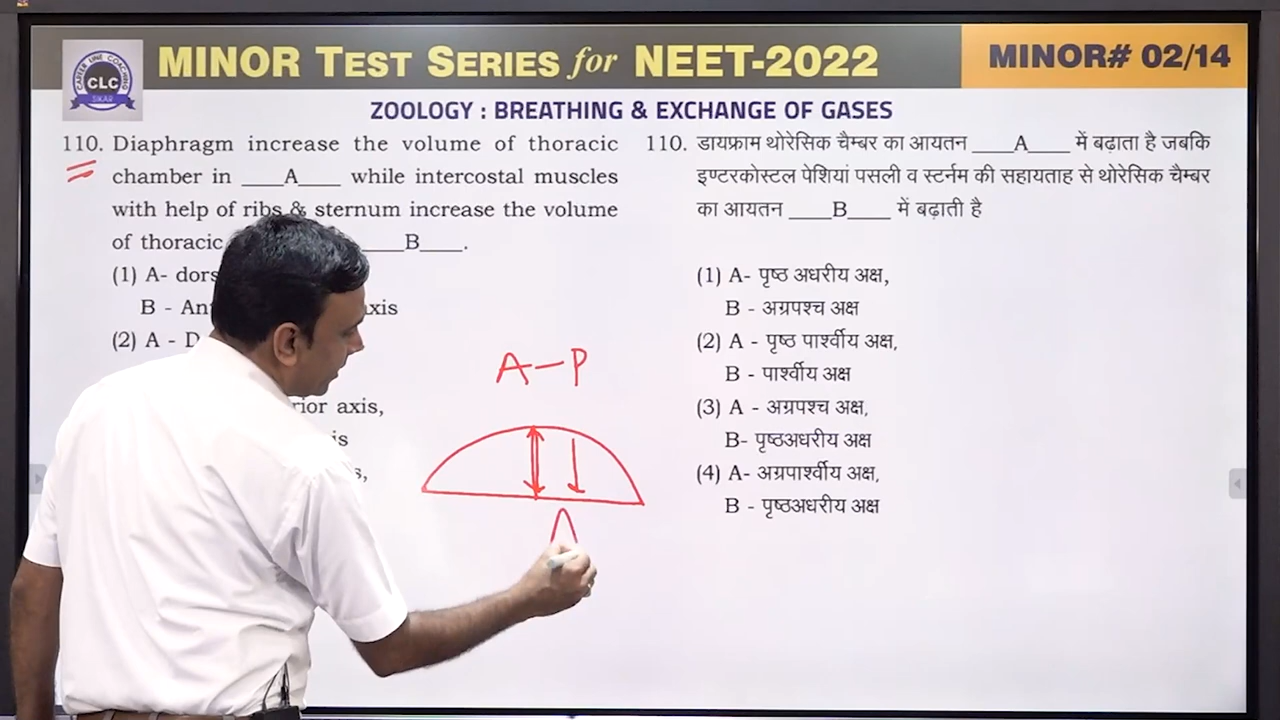 CAREER LINE COACHING
CLC
SIKAR
MINOR TEST SERIES for NEET-2022
MINOR# 02/14
ZOOLOGY : BREATHING & EXCHANGE OF GASES
110. Diaphragm increase the volume of thoracic
chamber in ____A____ while intercostal muscles
with help of ribs & sternum increase the volume
of thoracic ____B____.
(1) A- dors
B - An xis
(2) A - D
rior axis,
is
s,
A-P
A
110. डायफ्राम थोरेसिक चैम्बर का आयतन ____A____ में बढ़ाता है जबकि
इण्टरकोस्टल पेशियां पसली व स्टर्नम की सहायताह से थोरेसिक चैम्बर
का आयतन ____B____ में बढ़ाती है
(1) A- पृष्ठ अधरीय अक्ष,
B - अग्रपश्च अक्ष
(2) A - पृष्ठ पार्श्वीय अक्ष,
B - पार्श्वीय अक्ष
(3) A - अग्रपश्च अक्ष,
B- पृष्ठअधरीय अक्ष
(4) A- अग्रपार्श्वीय अक्ष,
B - पृष्ठअधरीय अक्ष